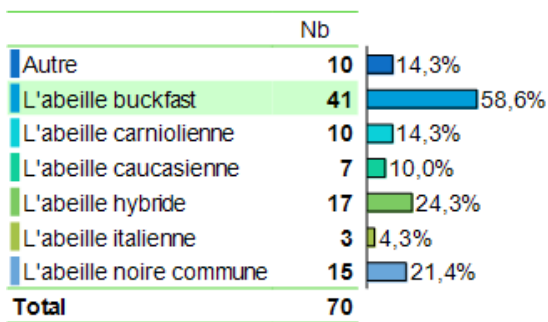 Nb
Autre 10 14,3%
L'abeille buckfast 41 58,6%
L'abeille carniolienne 10 14,3%
L'abeille caucasienne 7 10,0%
L'abeille hybride 17 24,3%
L'abeille italienne 3 4,3%
L'abeille noire commune 15 21,4%
Total 70